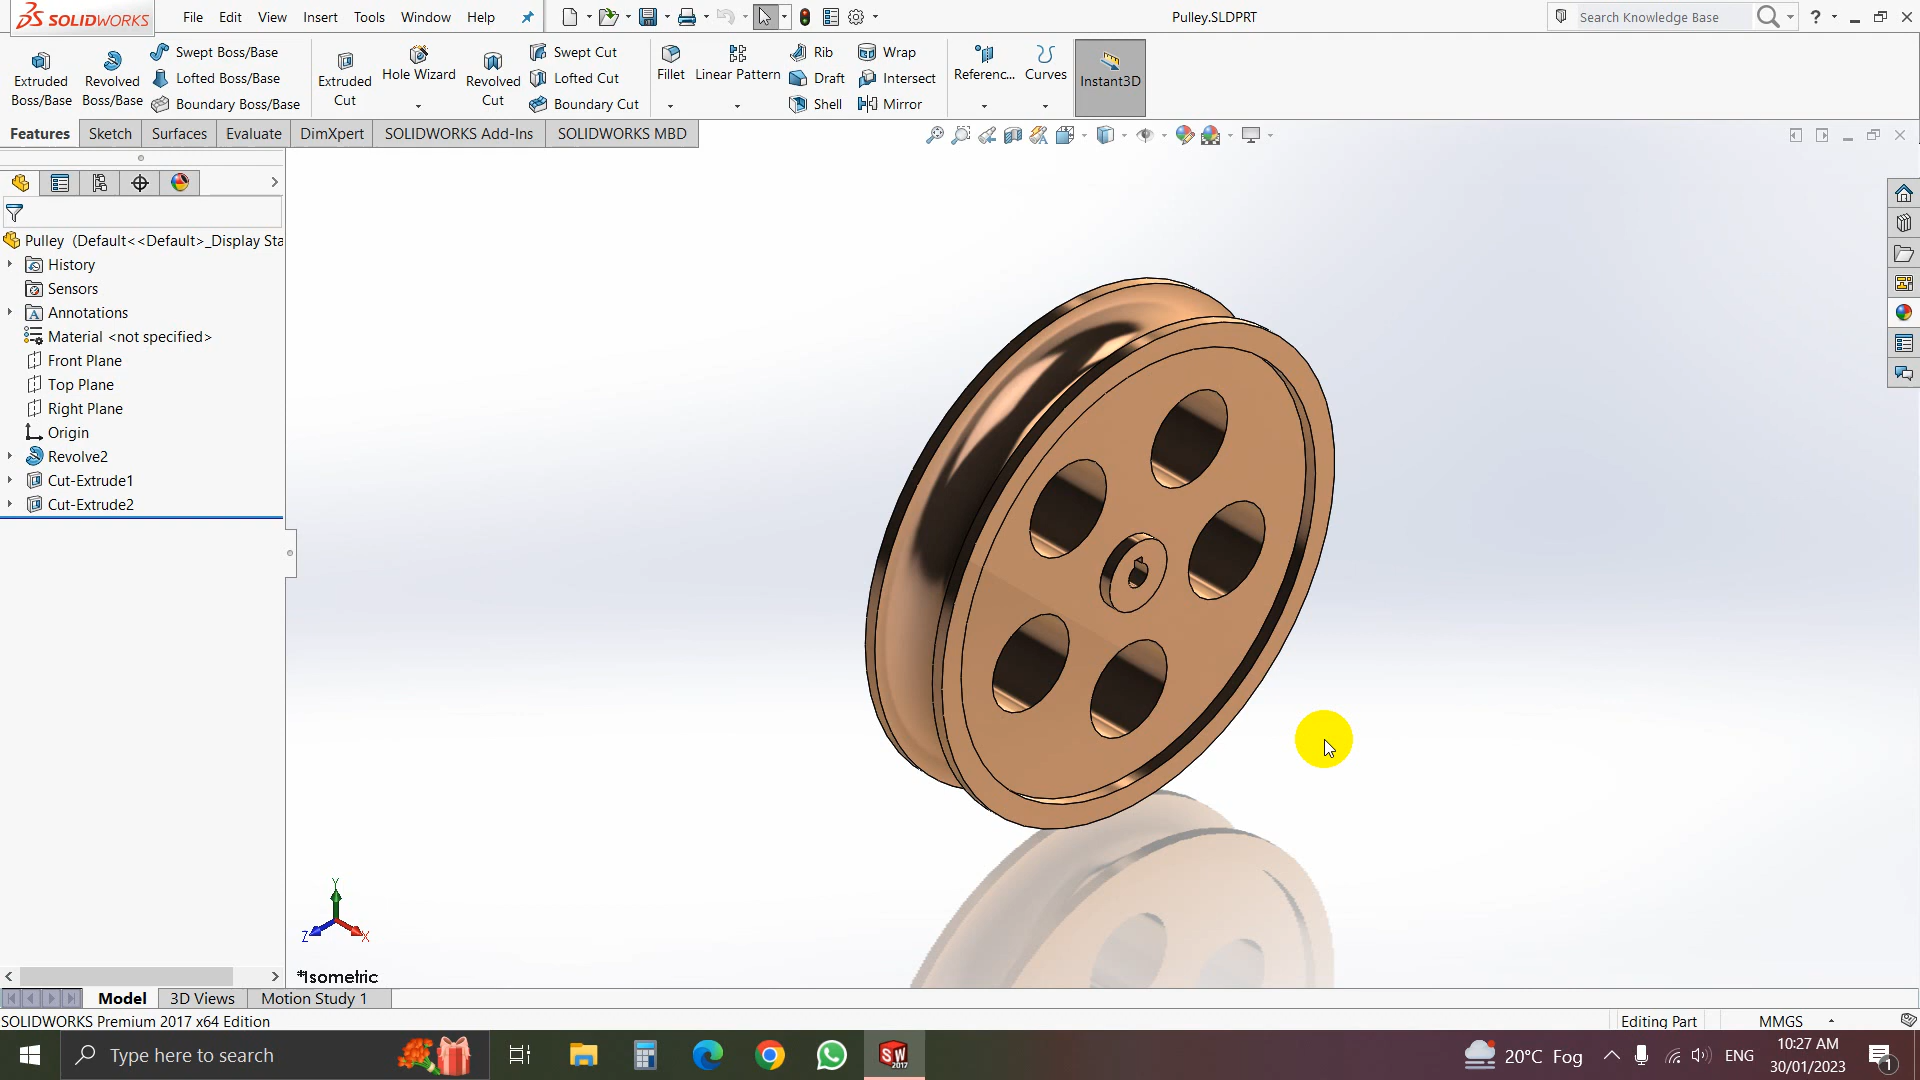 SOLIDWORKS
File Edit View Insert Tools Window Help
Pulley.SLDPRT
Search Knowledge Base
?
Extruded Boss/Base
Revolved Boss/Base
Swept Boss/Base
Lofted Boss/Base
Boundary Boss/Base
Extruded Cut
Hole Wizard
Revolved Cut
Swept Cut
Lofted Cut
Boundary Cut
Fillet
Linear Pattern
Rib
Draft
Shell
Wrap
Intersect
Mirror
Referenc...
Curves
Instant3D
Features Sketch Surfaces Evaluate DimXpert SOLIDWORKS Add-Ins SOLIDWORKS MBD
Pulley (Default<<Default>_Display Sta
History
Sensors
A Annotations
Material <not specified>
Front Plane
Top Plane
Right Plane
Origin
Revolve2
Cut-Extrude1
Cut-Extrude2
Y
Z
X
*Isometric
Model 3D Views Motion Study 1
SOLIDWORKS Premium 2017 x64 Edition
Editing Part
MMGS
Type here to search
SW
2017
20°C Fog
ENG
10:27 AM
30/01/2023
1